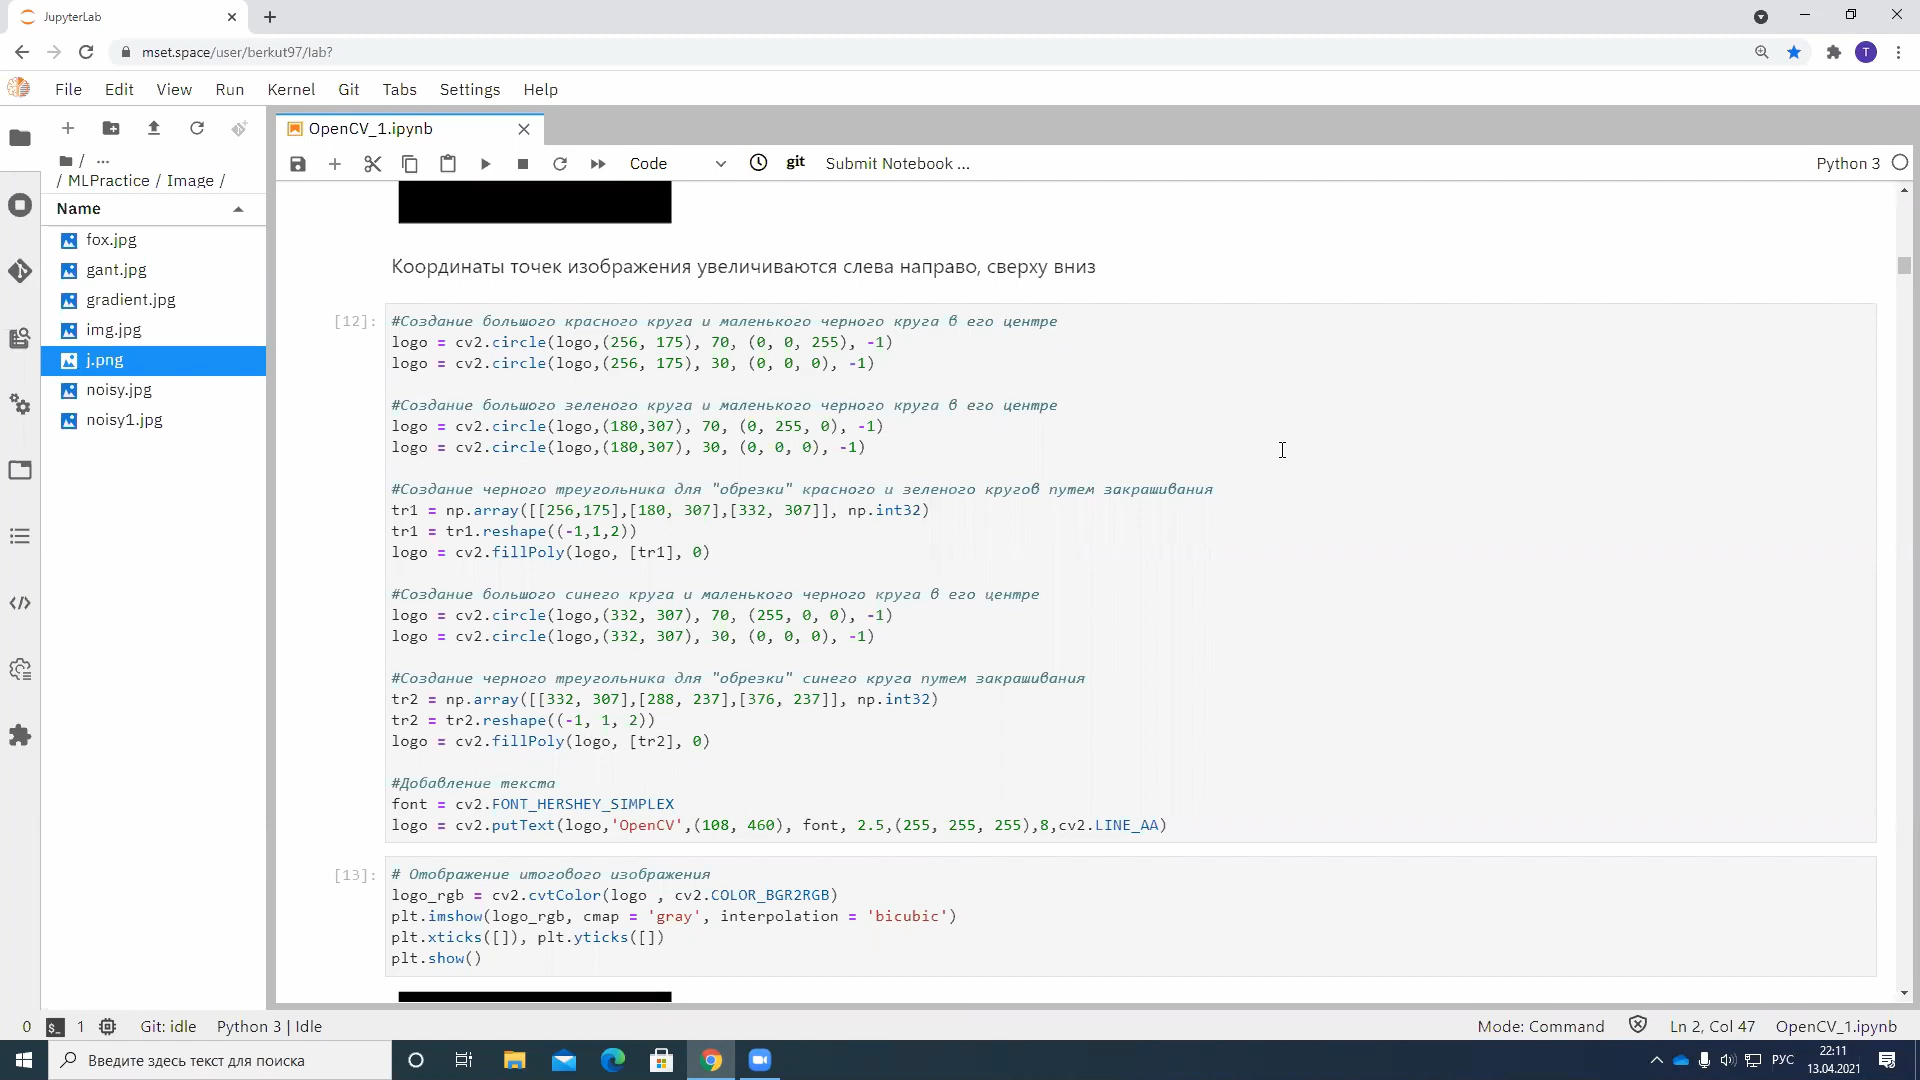 JupyterLab
mset.space/user/berkut97/lab?
T
File Edit View Run Kernel Git Tabs Settings Help
OpenCV_1.ipynb
/ ...
/ MLPractice / Image /
Name
fox.jpg
gant.jpg
gradient.jpg
img.jpg
j.png
noisy.jpg
noisy1.jpg
Code
git
Submit Notebook ...
Python 3
Координаты точек изображения увеличиваются слева направо, сверху вниз
[12]:
#Создание большого красного круга и маленького черного круга в его центре
logo = cv2.circle(logo,(256, 175), 70, (0, 0, 255), -1)
logo = cv2.circle(logo,(256, 175), 30, (0, 0, 0), -1)
#Создание большого зеленого круга и маленького черного круга в его центре
logo = cv2.circle(logo,(180,307), 70, (0, 255, 0), -1)
logo = cv2.circle(logo,(180,307), 30, (0, 0, 0), -1)
#Создание черного треугольника для "обрезки" красного и зеленого кругов путем закрашивания
tr1 = np.array([[256,175],[180, 307],[332, 307]], np.int32)
tr1 = tr1.reshape((-1,1,2))
logo = cv2.fillPoly(logo, [tr1], 0)
#Создание большого синего круга и маленького черного круга в его центре
logo = cv2.circle(logo,(332, 307), 70, (255, 0, 0), -1)
logo = cv2.circle(logo,(332, 307), 30, (0, 0, 0), -1)
#Создание черного треугольника для "обрезки" синего круга путем закрашивания
tr2 = np.array([[332, 307],[288, 237],[376, 237]], np.int32)
tr2 = tr2.reshape((-1, 1, 2))
logo = cv2.fillPoly(logo, [tr2], 0)
#Добавление текста
font = cv2.FONT_HERSHEY_SIMPLEX
logo = cv2.putText(logo,'OpenCV',(108, 460), font, 2.5,(255, 255, 255),8,cv2.LINE_AA)
[13]:
# Отображение итогового изображения
logo_rgb = cv2.cvtColor(logo , cv2.COLOR_BGR2RGB)
plt.imshow(logo_rgb, cmap = 'gray', interpolation = 'bicubic')
plt.xticks([]), plt.yticks([])
plt.show()
0 $_ 1 Git: idle Python 3 | Idle
Mode: Command Ln 2, Col 47 OpenCV_1.ipynb
Введите здесь текст для поиска
РУС
22:11
13.04.2021